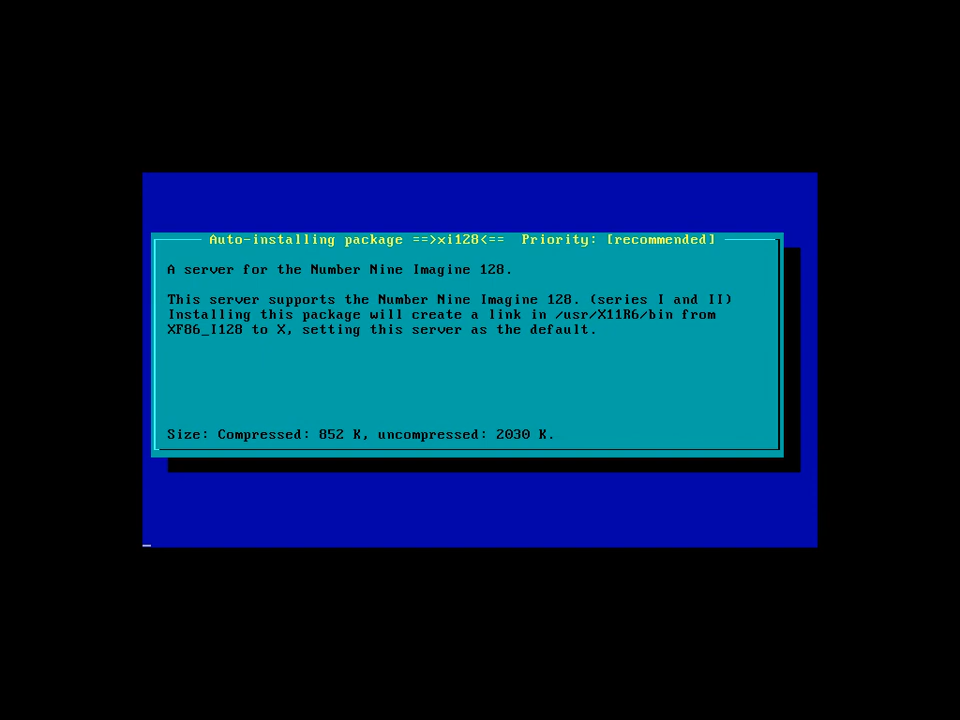 Auto-installing package ==>xi128<== Priority: [recommended]
A server for the Number Nine Imagine 128.
This server supports the Number Nine Imagine 128. (series I and II)
Installing this package will create a link in /usr/X11R6/bin from
XF86_I128 to X, setting this server as the default.
Size: Compressed: 852 K, uncompressed: 2030 K.